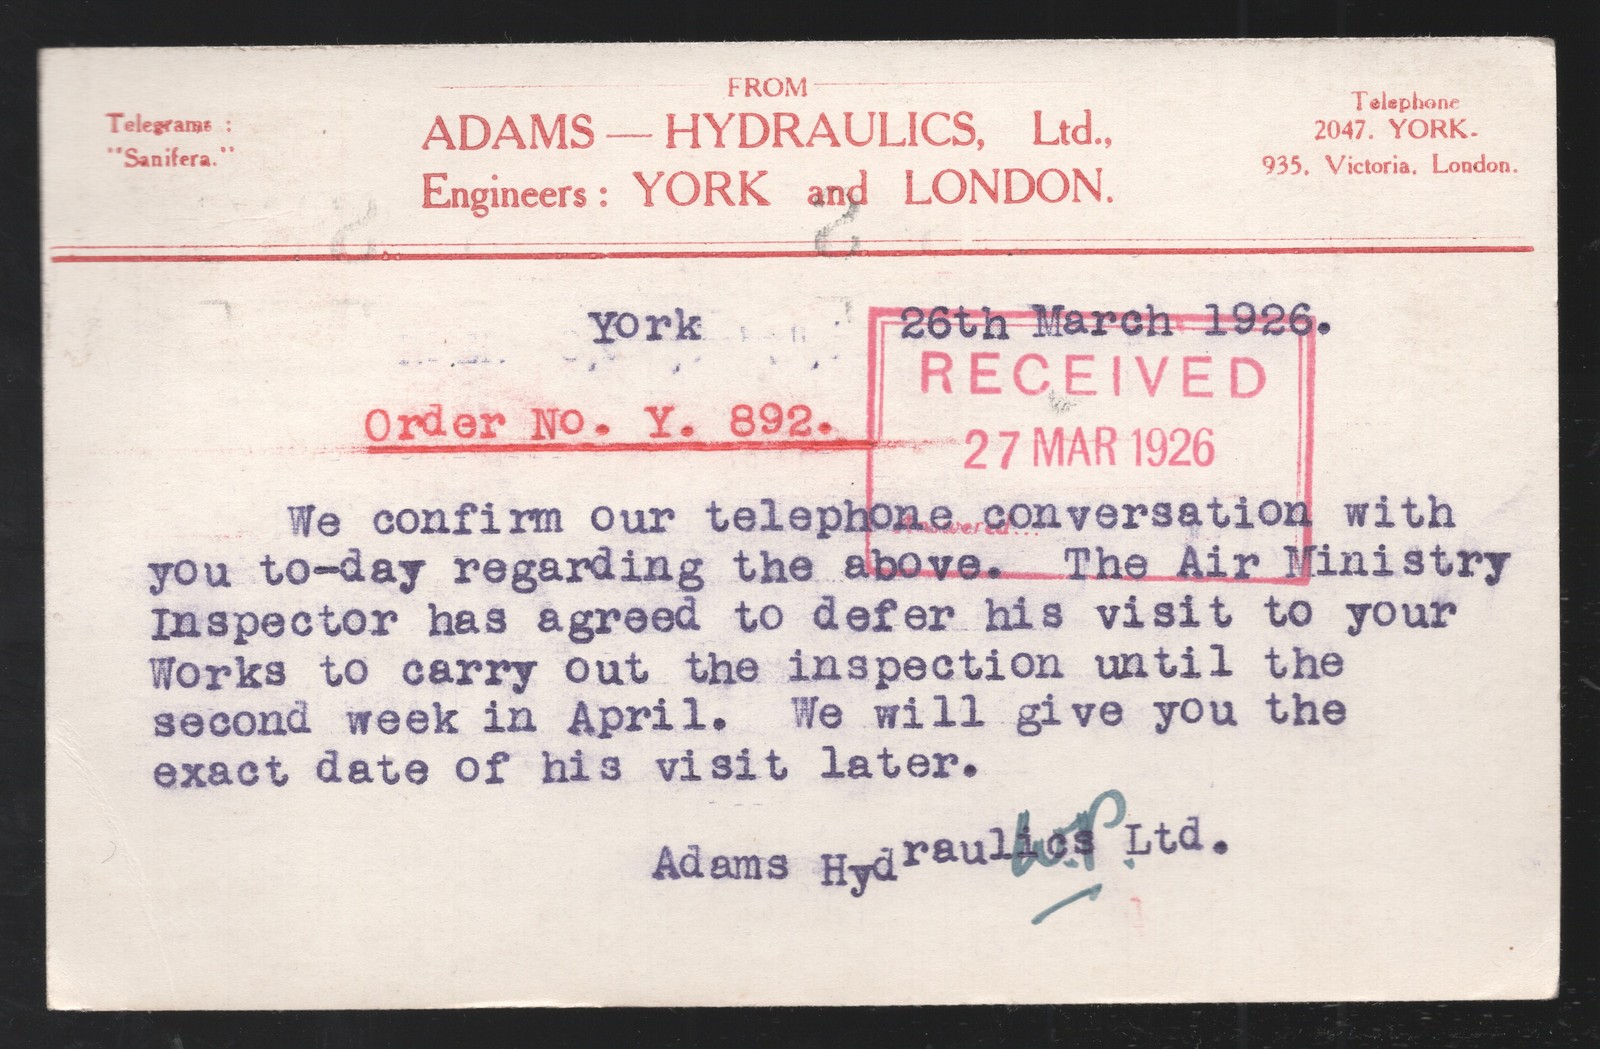 FROM
Telegrams :
"Sanifera."
ADAMS — HYDRAULICS, Ltd.,
Engineers : YORK and LONDON.
Telephone
2047. YORK.
935, Victoria, London.
York 26th March 1926.
RECEIVED
27 MAR 1926
Answered...
Order No. Y. 892.
We confirm our telephone conversation with
you to-day regarding the above. The Air Ministry
Inspector has agreed to defer his visit to your
Works to carry out the inspection until the
second week in April. We will give you the
exact date of his visit later.
Adams Hydraulics Ltd.